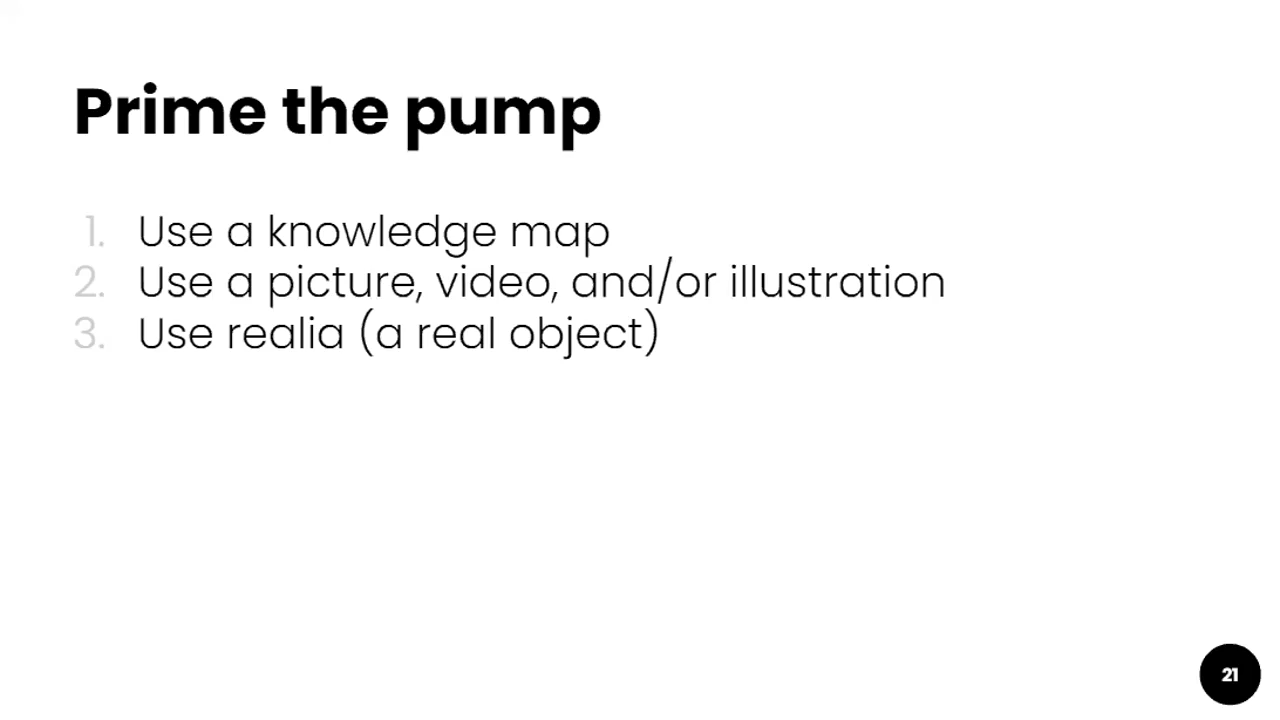 Prime the pump
1. Use a knowledge map
2. Use a picture, video, and/or illustration
3. Use realia (a real object)
21